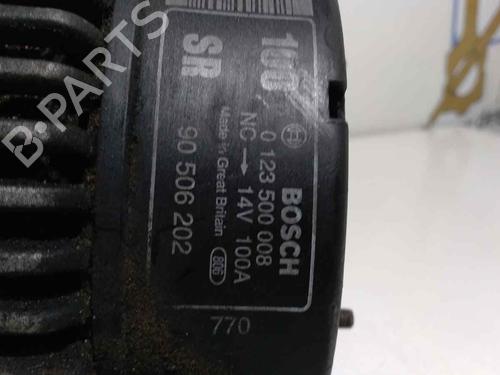 100
SR
BOSCH
0 123 500 008
NC → 14V 100A
Made in Great Britain
806
90 506 202
770
B-PARTS